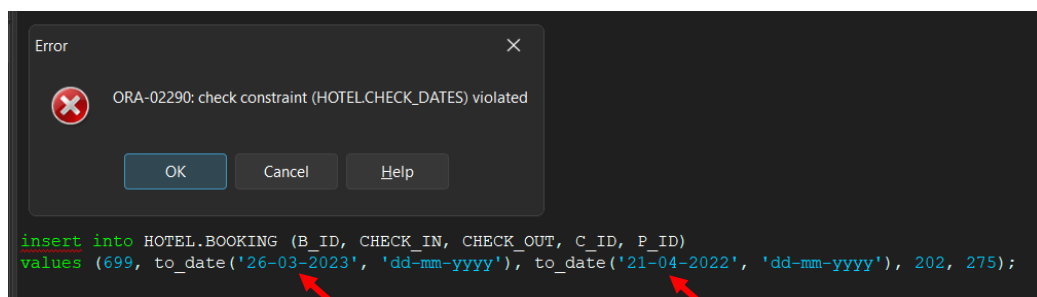 Error
ORA-02290: check constraint (HOTEL.CHECK_DATES) violated
OK Cancel Help
insert into HOTEL.BOOKING (B_ID, CHECK_IN, CHECK_OUT, C_ID, P_ID)
values (699, to_date('26-03-2023', 'dd-mm-yyyy'), to_date('21-04-2022', 'dd-mm-yyyy'), 202, 275);